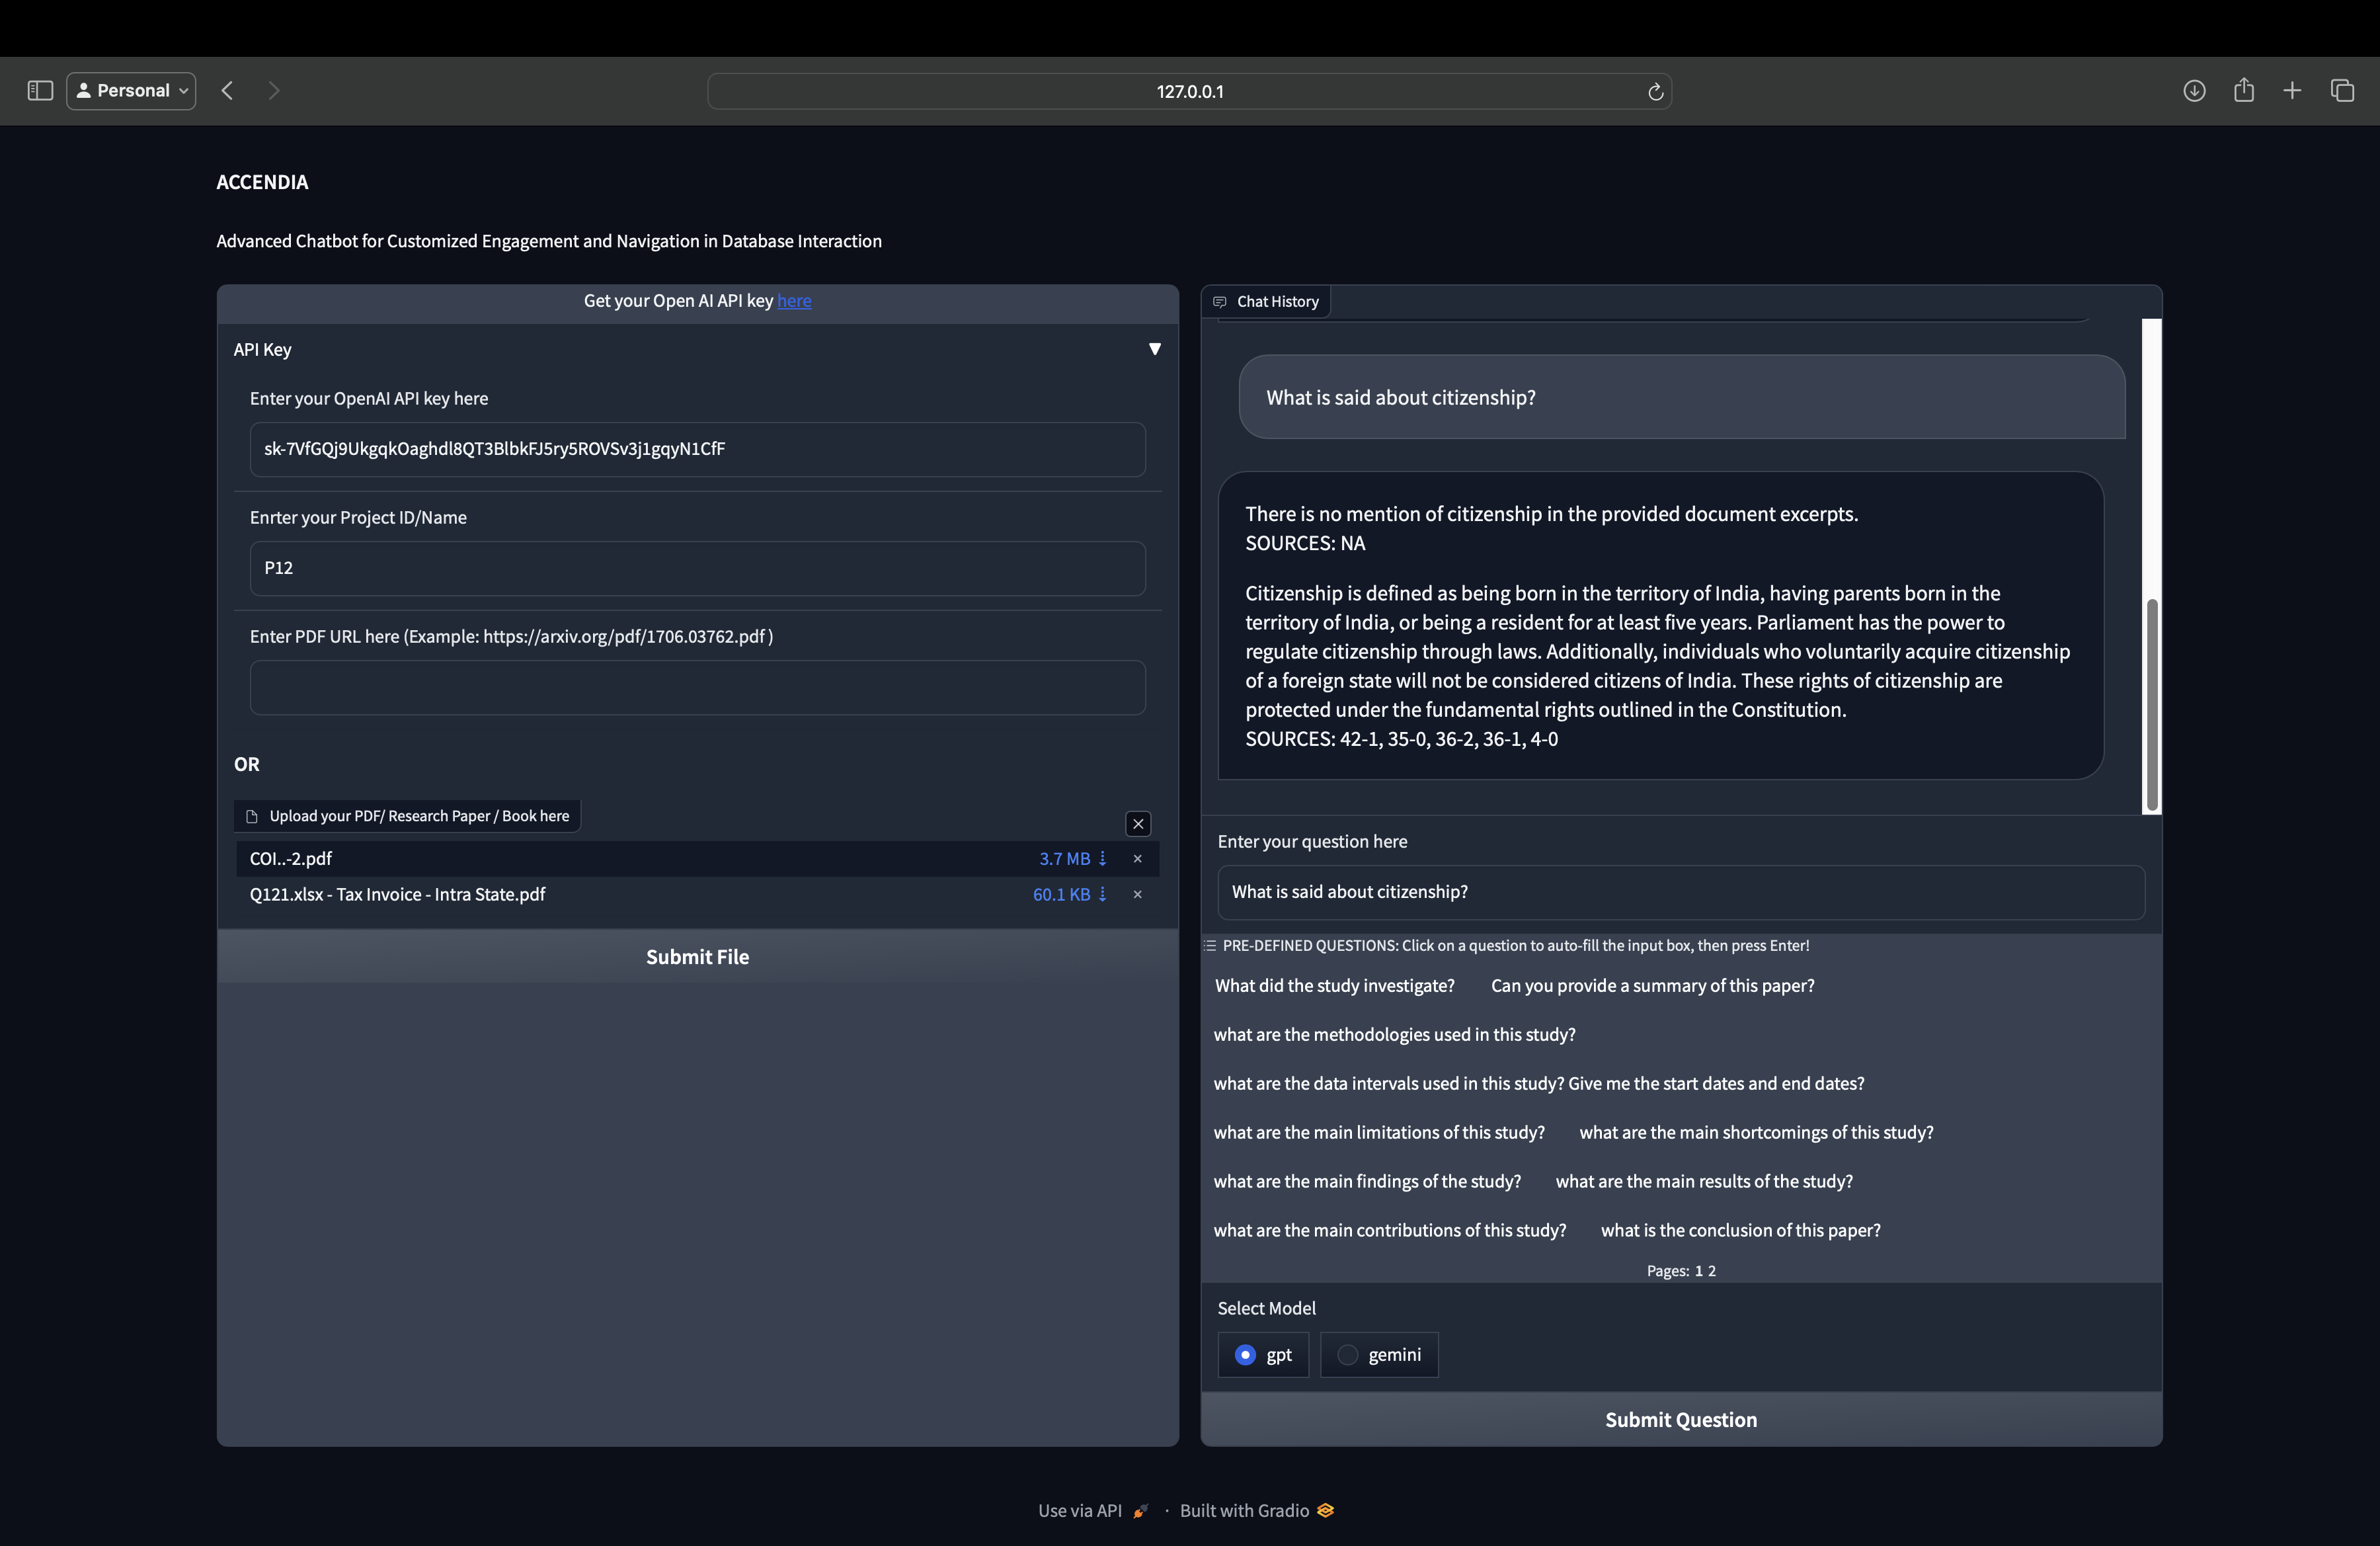 Personal
127.0.0.1
ACCENDIA
Advanced Chatbot for Customized Engagement and Navigation in Database Interaction
Get your Open AI API key here
API Key
Enter your OpenAI API key here
Enrter your Project ID/Name
P12
Enter PDF URL here (Example: https://arxiv.org/pdf/1706.03762.pdf )
OR
Upload your PDF/ Research Paper / Book here
COI..-2.pdf 3.7 MB ⇣ ×
Q121.xlsx - Tax Invoice - Intra State.pdf 60.1 KB ⇣ ×
Submit File
Chat History
What is said about citizenship?
There is no mention of citizenship in the provided document excerpts.
SOURCES: NA
Citizenship is defined as being born in the territory of India, having parents born in the
territory of India, or being a resident for at least five years. Parliament has the power to
regulate citizenship through laws. Additionally, individuals who voluntarily acquire citizenship
of a foreign state will not be considered citizens of India. These rights of citizenship are
protected under the fundamental rights outlined in the Constitution.
SOURCES: 42-1, 35-0, 36-2, 36-1, 4-0
Enter your question here
What is said about citizenship?
PRE-DEFINED QUESTIONS: Click on a question to auto-fill the input box, then press Enter!
What did the study investigate? Can you provide a summary of this paper?
what are the methodologies used in this study?
what are the data intervals used in this study? Give me the start dates and end dates?
what are the main limitations of this study? what are the main shortcomings of this study?
what are the main findings of the study? what are the main results of the study?
what are the main contributions of this study? what is the conclusion of this paper?
Pages: 1 2
Select Model
gpt gemini
Submit Question
Use via API · Built with Gradio